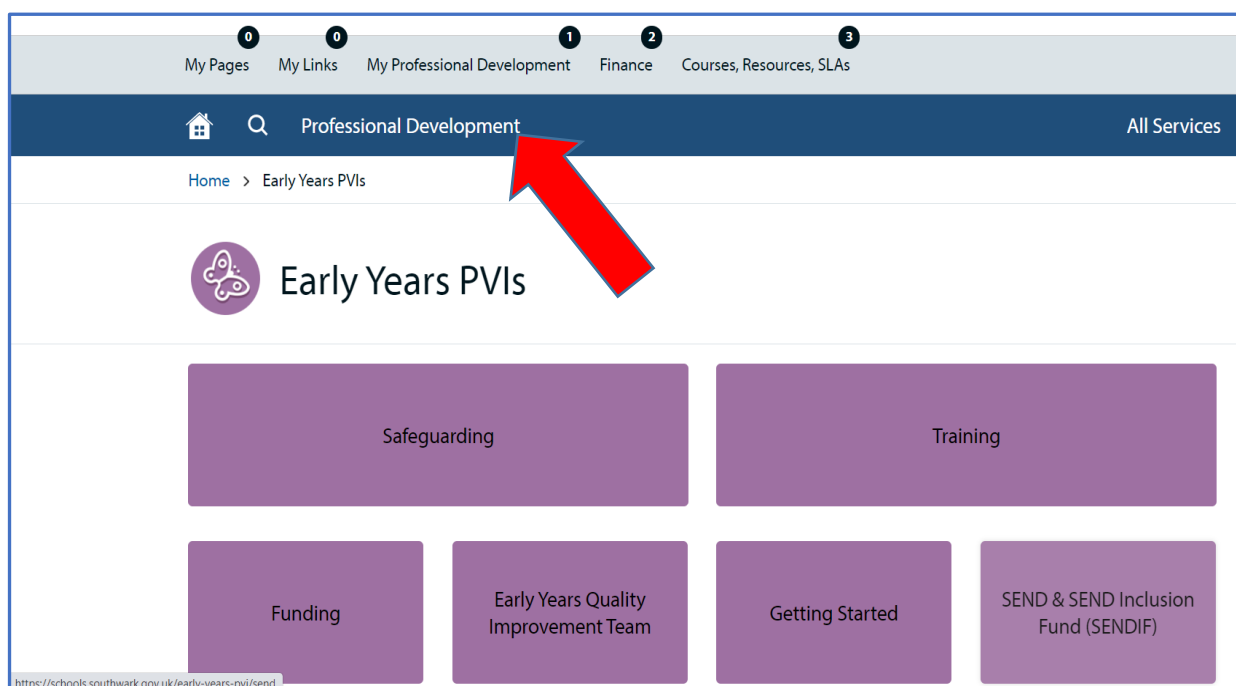 0 0 1 2 3
My Pages My Links My Professional Development Finance Courses, Resources, SLAs
Professional Development All Services
Home > Early Years PVIs
Early Years PVIs
Safeguarding Training
Funding
Early Years Quality
Improvement Team
Getting Started
SEND & SEND Inclusion
Fund (SENDIF)
https://schools.southwark.gov.uk/early-years-pvi/send